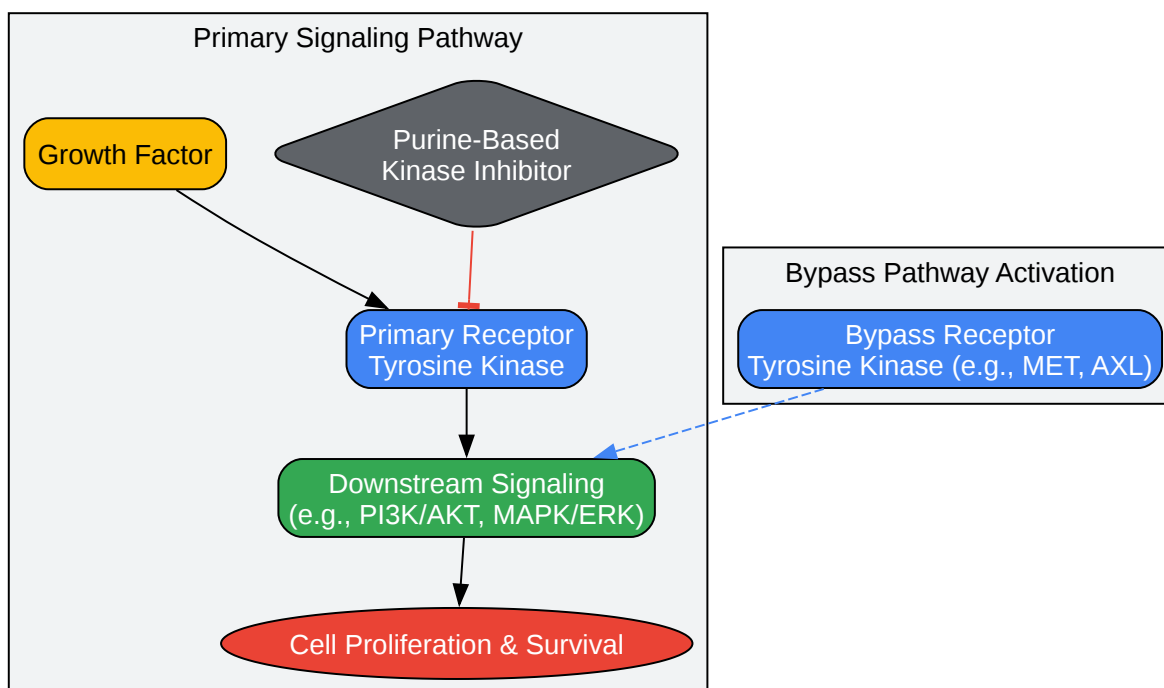 Primary Signaling Pathway
Growth Factor
Purine-Based
Kinase Inhibitor
Primary Receptor
Tyrosine Kinase
Bypass Pathway Activation
Bypass Receptor
Tyrosine Kinase (e.g., MET, AXL)
Downstream Signaling
(e.g., PI3K/AKT, MAPK/ERK)
Cell Proliferation & Survival